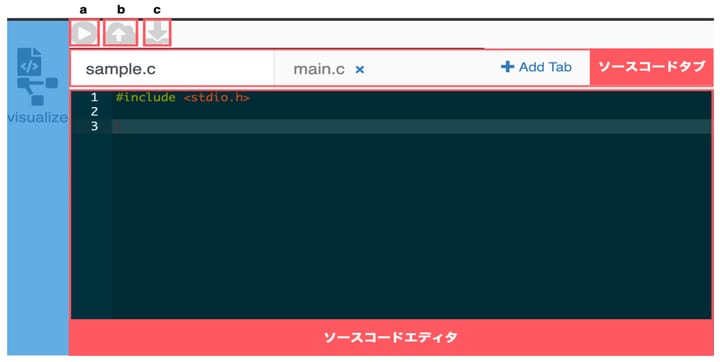 a b c
sample.c main.c × + Add Tab ソースコードタブ
</>
visualize
1 #include <stdio.h>
2
3
ソースコードエディタ